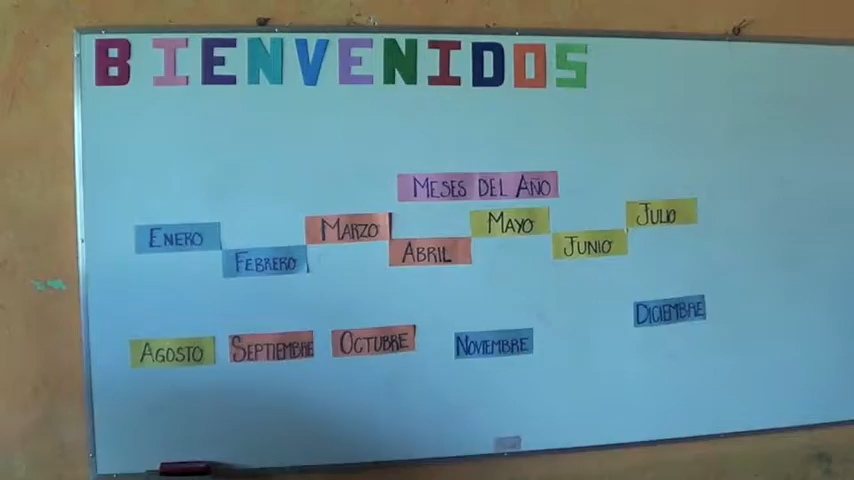 BIENVENIDOS
MESES DEL AÑO
ENERO FEBRERO MARZO ABRIL MAYO JUNIO JULIO
AGOSTO SEPTIEMBRE OCTUBRE NOVIEMBRE DICIEMBRE